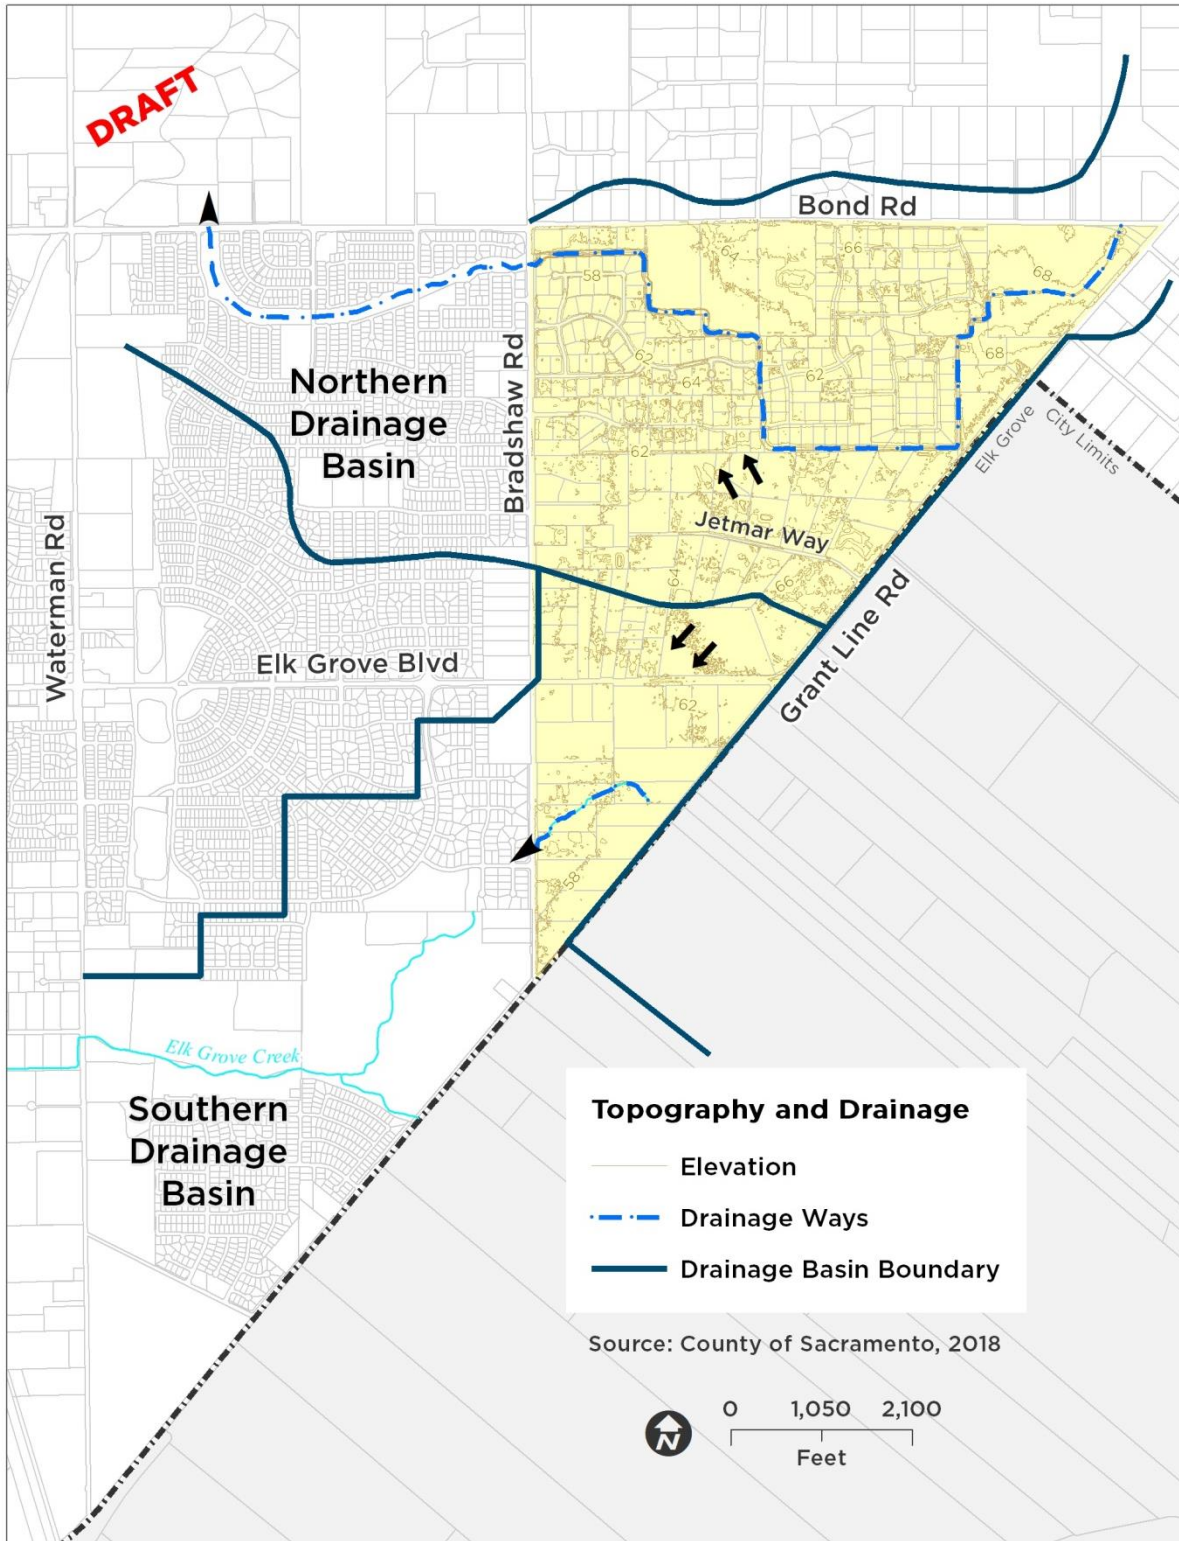 DRAFT
Bond Rd
66
64
68
58
68
62
64
62
62
Northern
Drainage
Basin
Bradshaw Rd
Elk Grove
City Limits
Jetmar Way
Waterman Rd
64
66
Grant Line Rd
Elk Grove Blvd
62
58
Elk Grove Creek
Southern
Drainage
Basin
Topography and Drainage
Elevation
Drainage Ways
Drainage Basin Boundary
Source: County of Sacramento, 2018
N
0 1,050 2,100
Feet